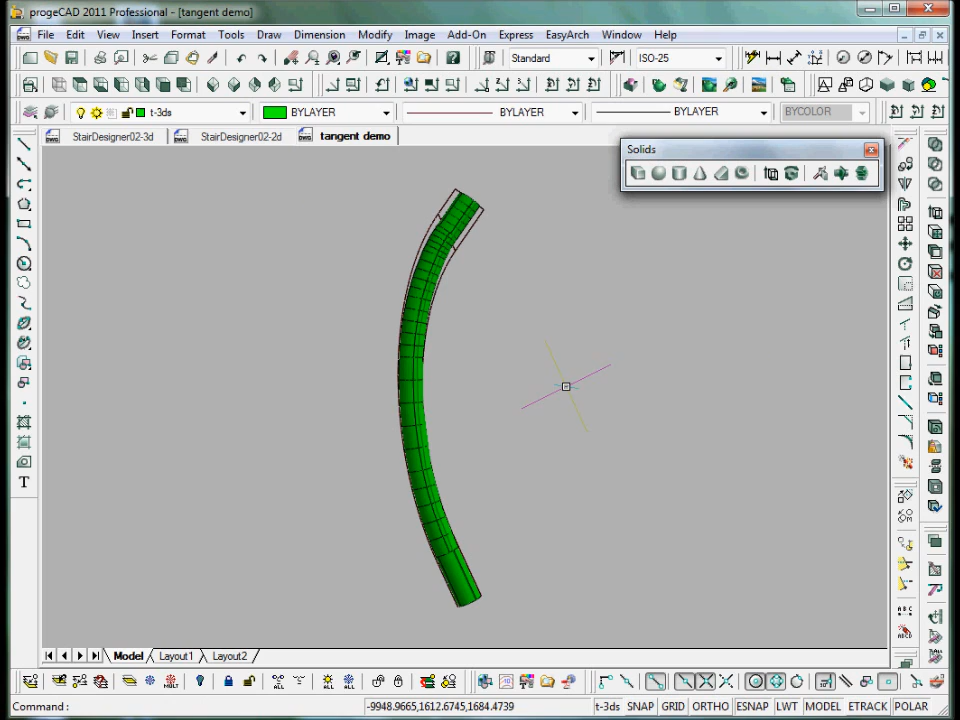 progeCAD 2011 Professional - [tangent demo]
File Edit View Insert Format Tools Draw Dimension Modify Image Add-On Express EasyArch Window Help
Standard ISO-25
t-3ds BYLAYER BYLAYER BYLAYER BYCOLOR
StairDesigner02-3d StairDesigner02-2d tangent demo
Solids
T
Model Layout1 Layout2
Command : -9948.9665,1612.6745,1684.4739 t-3ds SNAP GRID ORTHO ESNAP LWT MODEL ETRACK POLAR